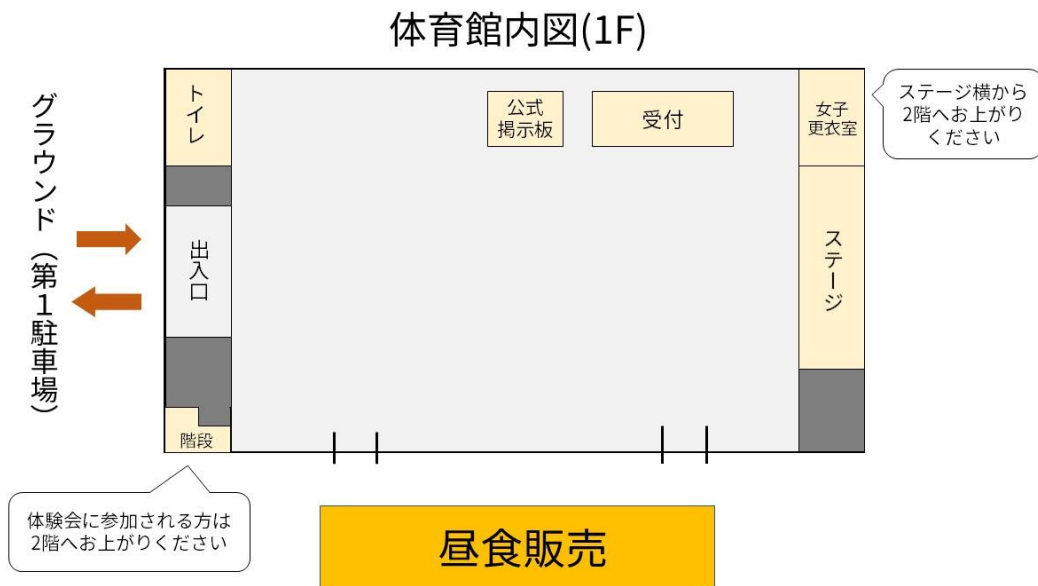 体育館内図(1F)
グラウンド（第１駐車場）
トイレ
公式
掲示板
受付
女子
更衣室
ステージ横から
2階へお上がり
ください
出入口
ステージ
階段
体験会に参加される方は
2階へお上がりください
昼食販売